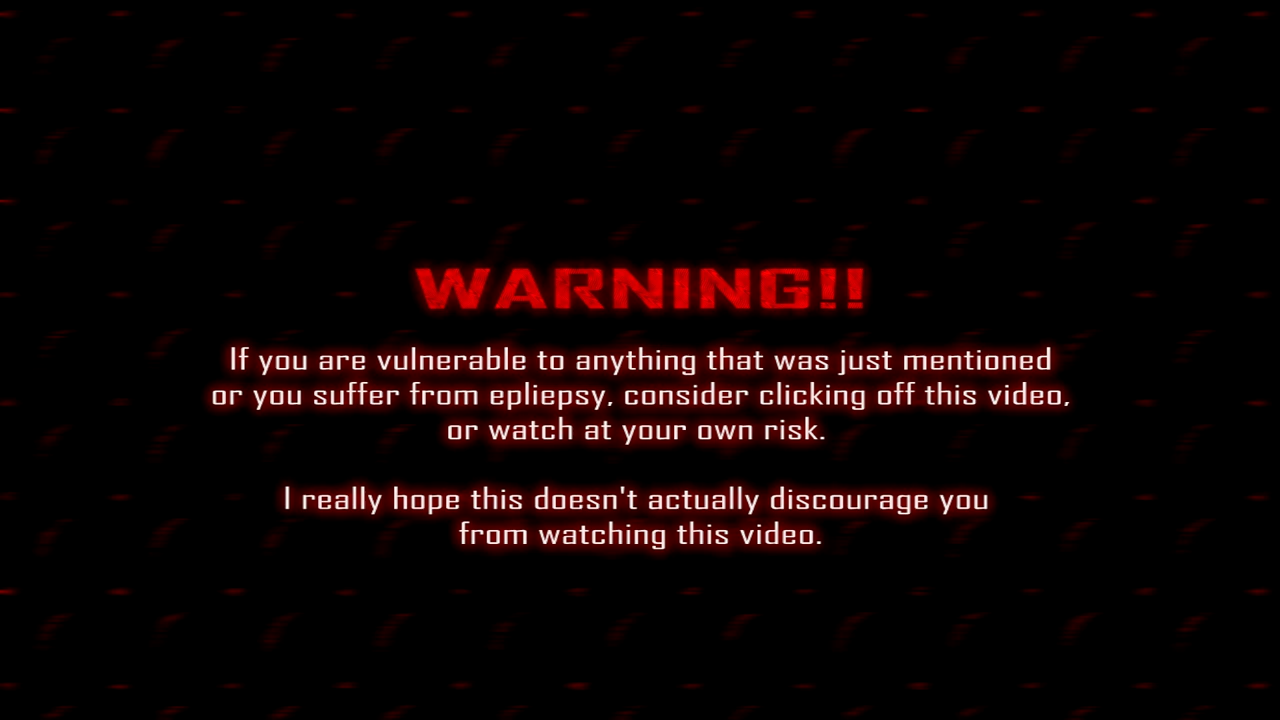 WARNING!!
If you are vulnerable to anything that was just mentioned
or you suffer from epliepsy, consider clicking off this video,
or watch at your own risk.
I really hope this doesn't actually discourage you
from watching this video.